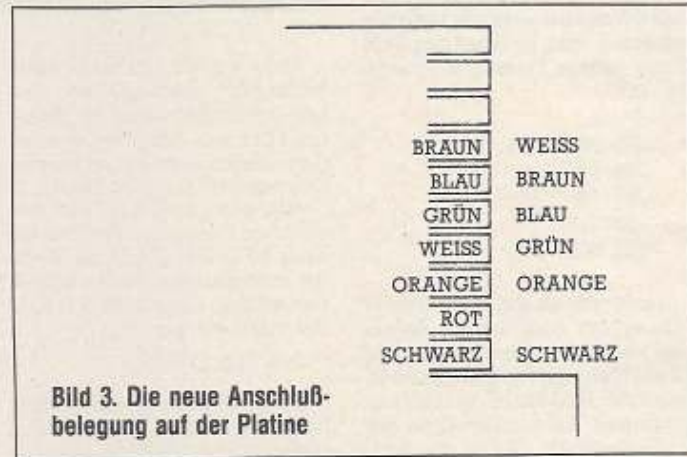 BRAUN WEISS
BLAU BRAUN
GRÜN BLAU
WEISS GRÜN
ORANGE ORANGE
ROT
SCHWARZ SCHWARZ
Bild 3. Die neue Anschluß-
belegung auf der Platine